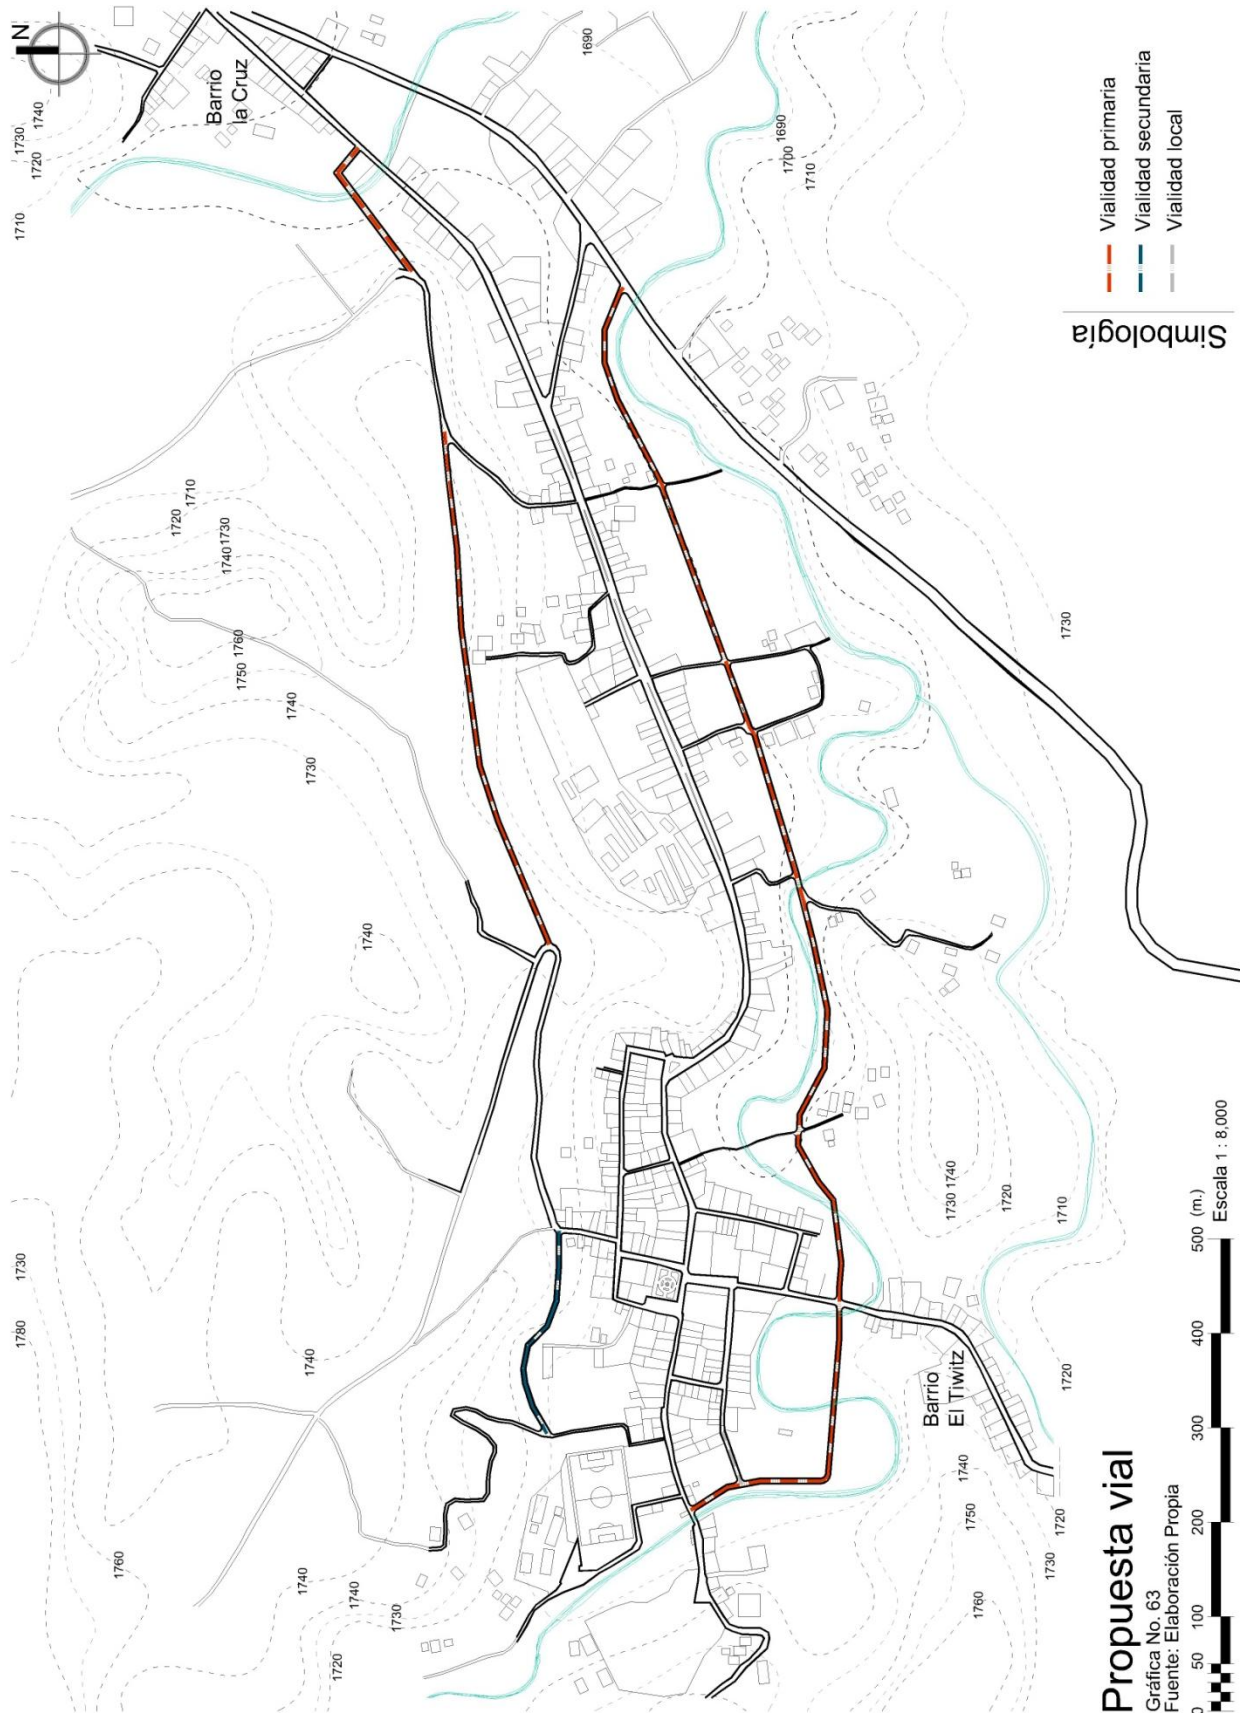 N
1780
1730
1710
1720
1730
1740
1760
Barrio
la Cruz
1720
1710
1740
1730
1750
1760
1740
1740
1740
1730
1720
1740
1740
1730
1740
1690
1690
1700
1710
Barrio
El Tiwitz
1730
1740
1740
1750
1760
1720
1730
1720
1720
1710
1730
Simbología
Vialidad primaria
Vialidad secundaria
Vialidad local
Propuesta vial
Gráfica No. 63
Fuente: Elaboración Propia
0 50 100 200 300 400 500 (m.)
Escala 1 : 8,000